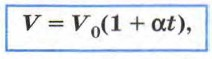 V = V₀(1 + αt),